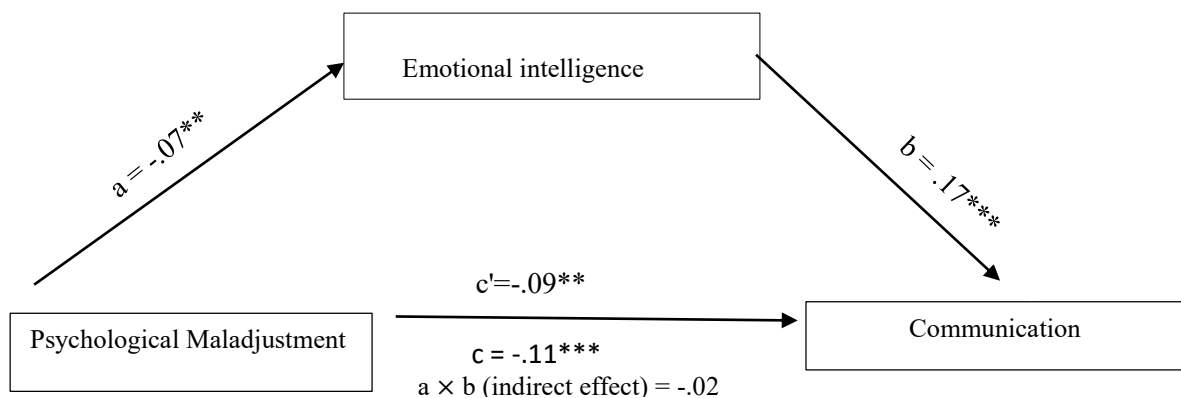 Emotional intelligence
a = -.07**
b = .17***
c'=-.09**
Psychological Maladjustment
Communication
c = -.11***
a × b (indirect effect) = -.02